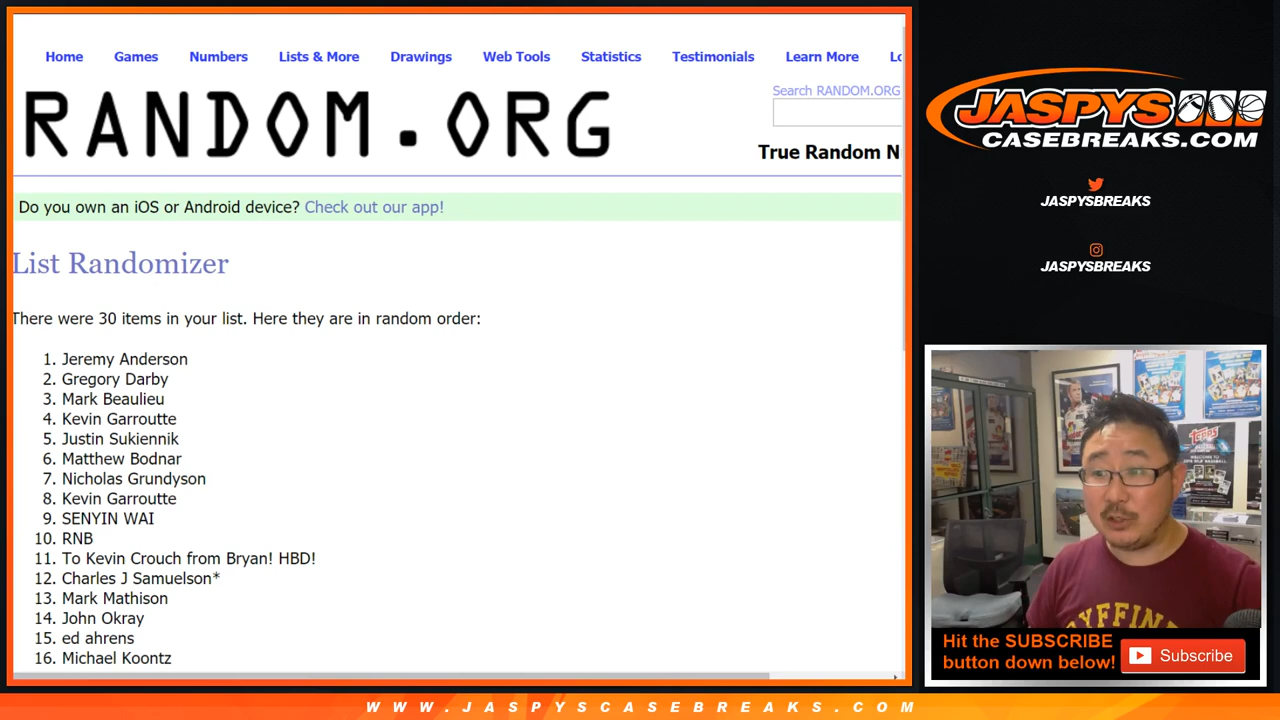 Home Games Numbers Lists & More Drawings Web Tools Statistics Testimonials Learn More Lo
Search RANDOM.ORG
RANDOM.ORG
True Random N
Do you own an iOS or Android device? Check out our app!
List Randomizer
There were 30 items in your list. Here they are in random order:
1. Jeremy Anderson
2. Gregory Darby
3. Mark Beaulieu
4. Kevin Garroutte
5. Justin Sukiennik
6. Matthew Bodnar
7. Nicholas Grundyson
8. Kevin Garroutte
9. SENYIN WAI
10. RNB
11. To Kevin Crouch from Bryan! HBD!
12. Charles J Samuelson*
13. Mark Mathison
14. John Okray
15. ed ahrens
16. Michael Koontz
JASPYS
CASEBREAKS.COM
JASPYSBREAKS
JASPYSBREAKS
Topps
Hit the SUBSCRIBE
button down below!
Subscribe
WWW.JASPYSCASEBREAKS.COM